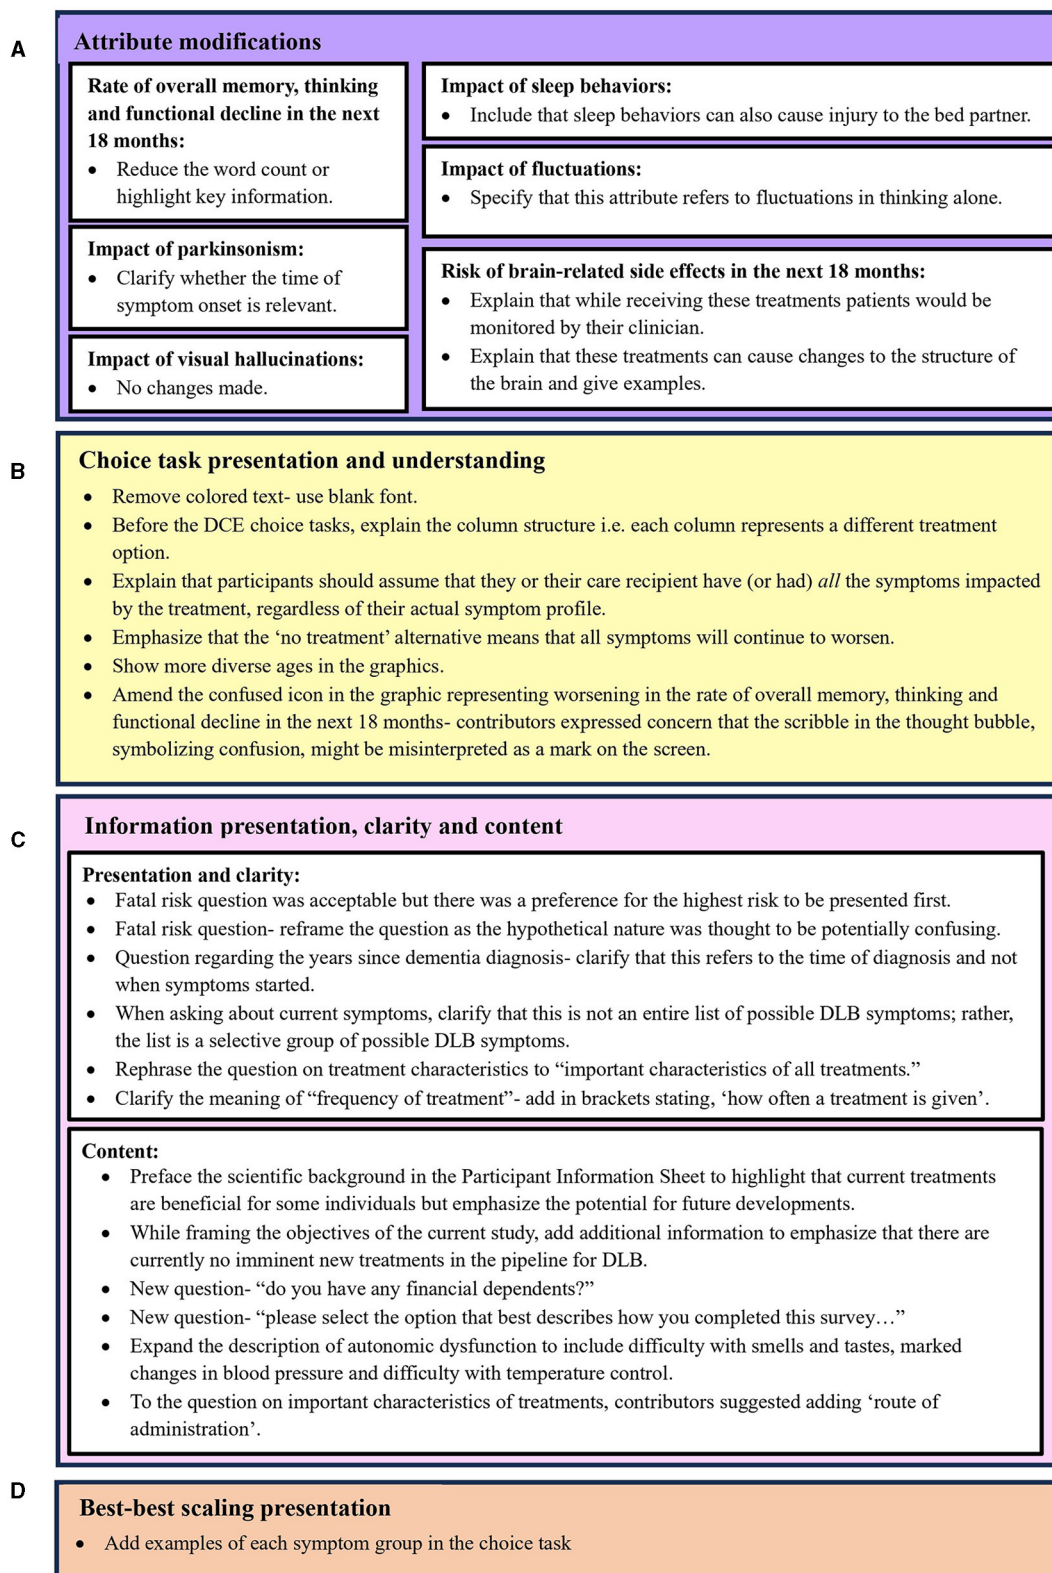 A
Attribute modifications
Rate of overall memory, thinking
and functional decline in the next
18 months:
• Reduce the word count or
highlight key information.
Impact of parkinsonism:
• Clarify whether the time of
symptom onset is relevant.
Impact of visual hallucinations:
• No changes made.
Impact of sleep behaviors:
• Include that sleep behaviors can also cause injury to the bed partner.
Impact of fluctuations:
• Specify that this attribute refers to fluctuations in thinking alone.
Risk of brain-related side effects in the next 18 months:
• Explain that while receiving these treatments patients would be
monitored by their clinician.
• Explain that these treatments can cause changes to the structure of
the brain and give examples.
B
Choice task presentation and understanding
• Remove colored text- use blank font.
• Before the DCE choice tasks, explain the column structure i.e. each column represents a different treatment
option.
• Explain that participants should assume that they or their care recipient have (or had) all the symptoms impacted
by the treatment, regardless of their actual symptom profile.
• Emphasize that the ‘no treatment’ alternative means that all symptoms will continue to worsen.
• Show more diverse ages in the graphics.
• Amend the confused icon in the graphic representing worsening in the rate of overall memory, thinking and
functional decline in the next 18 months- contributors expressed concern that the scribble in the thought bubble,
symbolizing confusion, might be misinterpreted as a mark on the screen.
C
Information presentation, clarity and content
Presentation and clarity:
• Fatal risk question was acceptable but there was a preference for the highest risk to be presented first.
• Fatal risk question- reframe the question as the hypothetical nature was thought to be potentially confusing.
• Question regarding the years since dementia diagnosis- clarify that this refers to the time of diagnosis and not
when symptoms started.
• When asking about current symptoms, clarify that this is not an entire list of possible DLB symptoms; rather,
the list is a selective group of possible DLB symptoms.
• Rephrase the question on treatment characteristics to “important characteristics of all treatments.”
• Clarify the meaning of “frequency of treatment”- add in brackets stating, ‘how often a treatment is given’.
Content:
• Preface the scientific background in the Participant Information Sheet to highlight that current treatments
are beneficial for some individuals but emphasize the potential for future developments.
• While framing the objectives of the current study, add additional information to emphasize that there are
currently no imminent new treatments in the pipeline for DLB.
• New question- “do you have any financial dependents?”
• New question- “please select the option that best describes how you completed this survey…”
• Expand the description of autonomic dysfunction to include difficulty with smells and tastes, marked
changes in blood pressure and difficulty with temperature control.
• To the question on important characteristics of treatments, contributors suggested adding ‘route of
administration’.
D
Best-best scaling presentation
• Add examples of each symptom group in the choice task